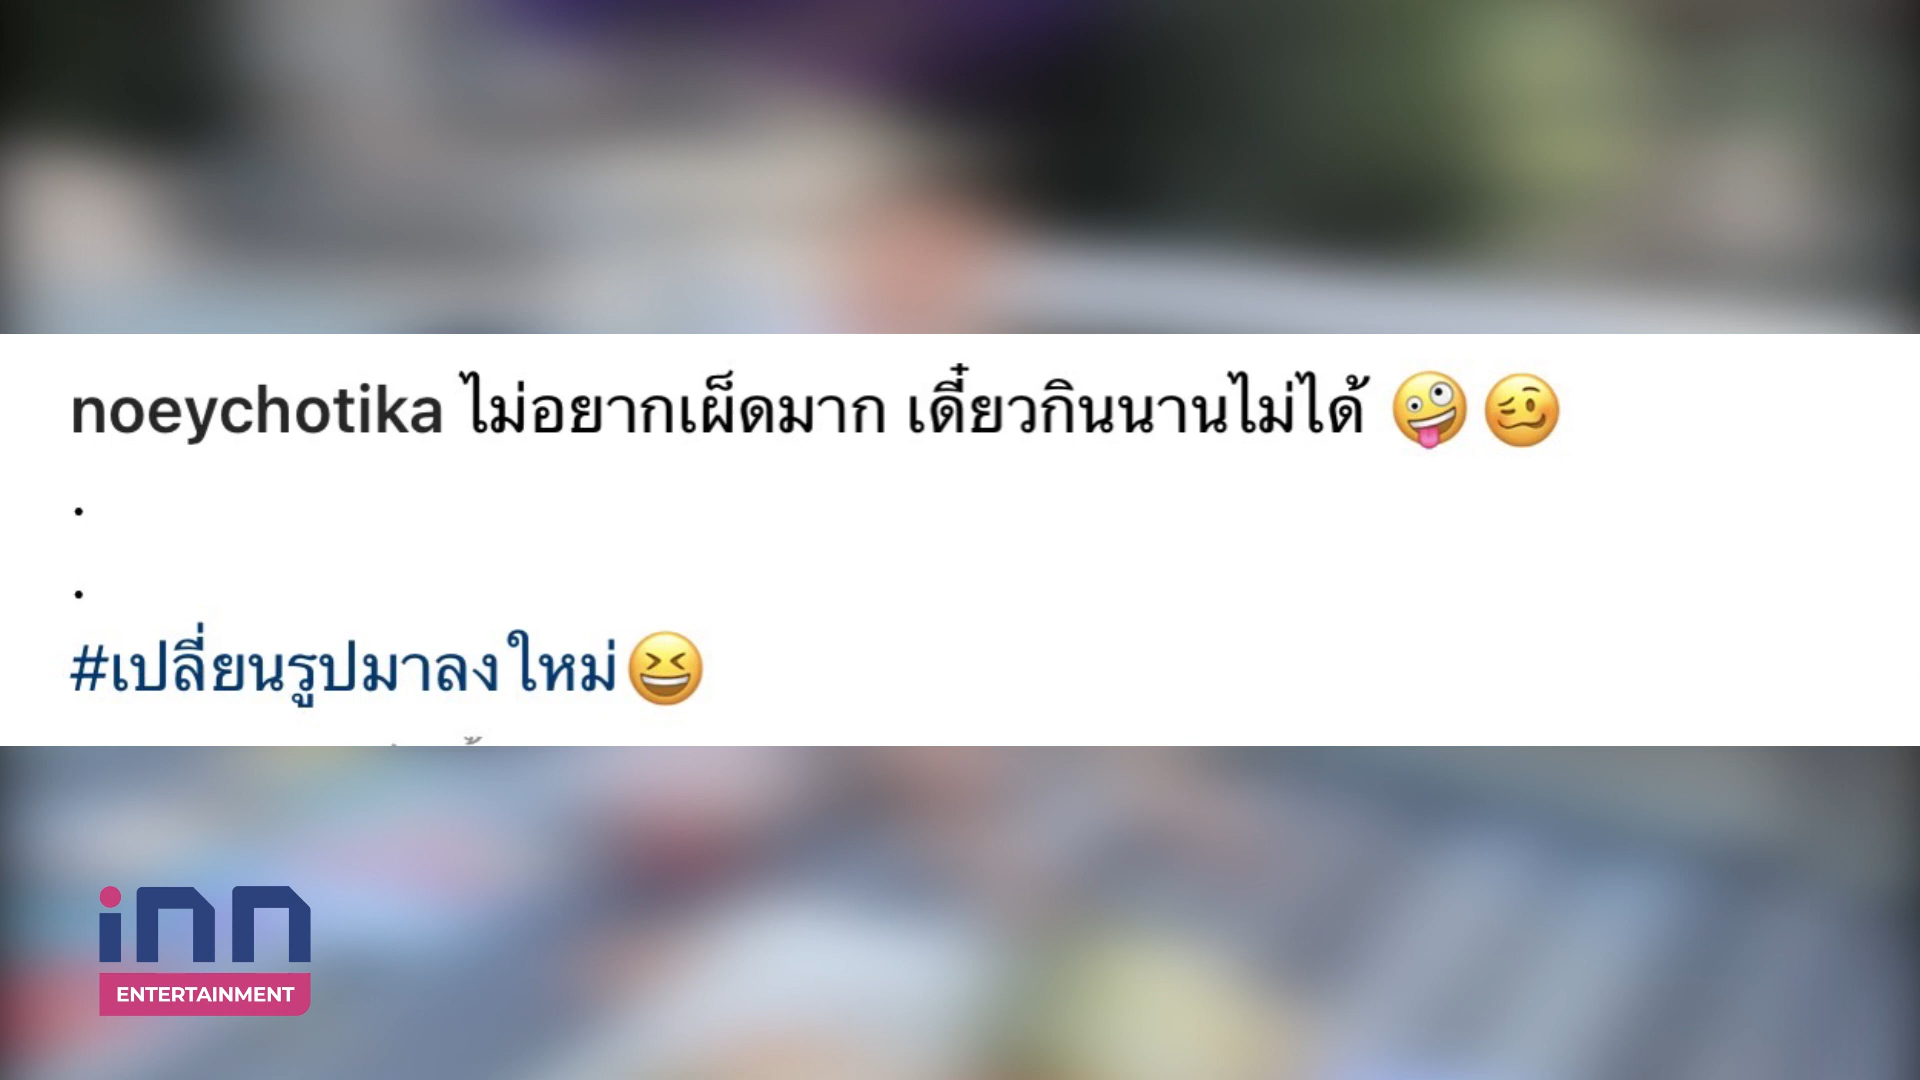 noeychotika ไม่อยากเผ็ดมาก เดี๋ยวกินนานไม่ได้ 🤪🥴
.
.
#เปลี่ยนรูปมาลงใหม่😆
inn
ENTERTAINMENT